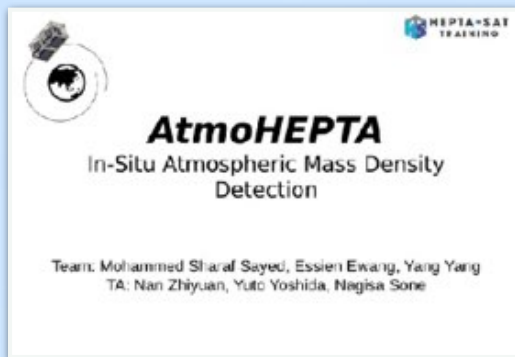 HEPTA-SAT
TRAINING
AtmoHEPTA
In-Situ Atmospheric Mass Density
Detection
Team: Mohammed Sharaf Sayed, Essien Ewang, Yang Yang
TA: Nan Zhiyuan, Yuto Yoshida, Nagisa Sone